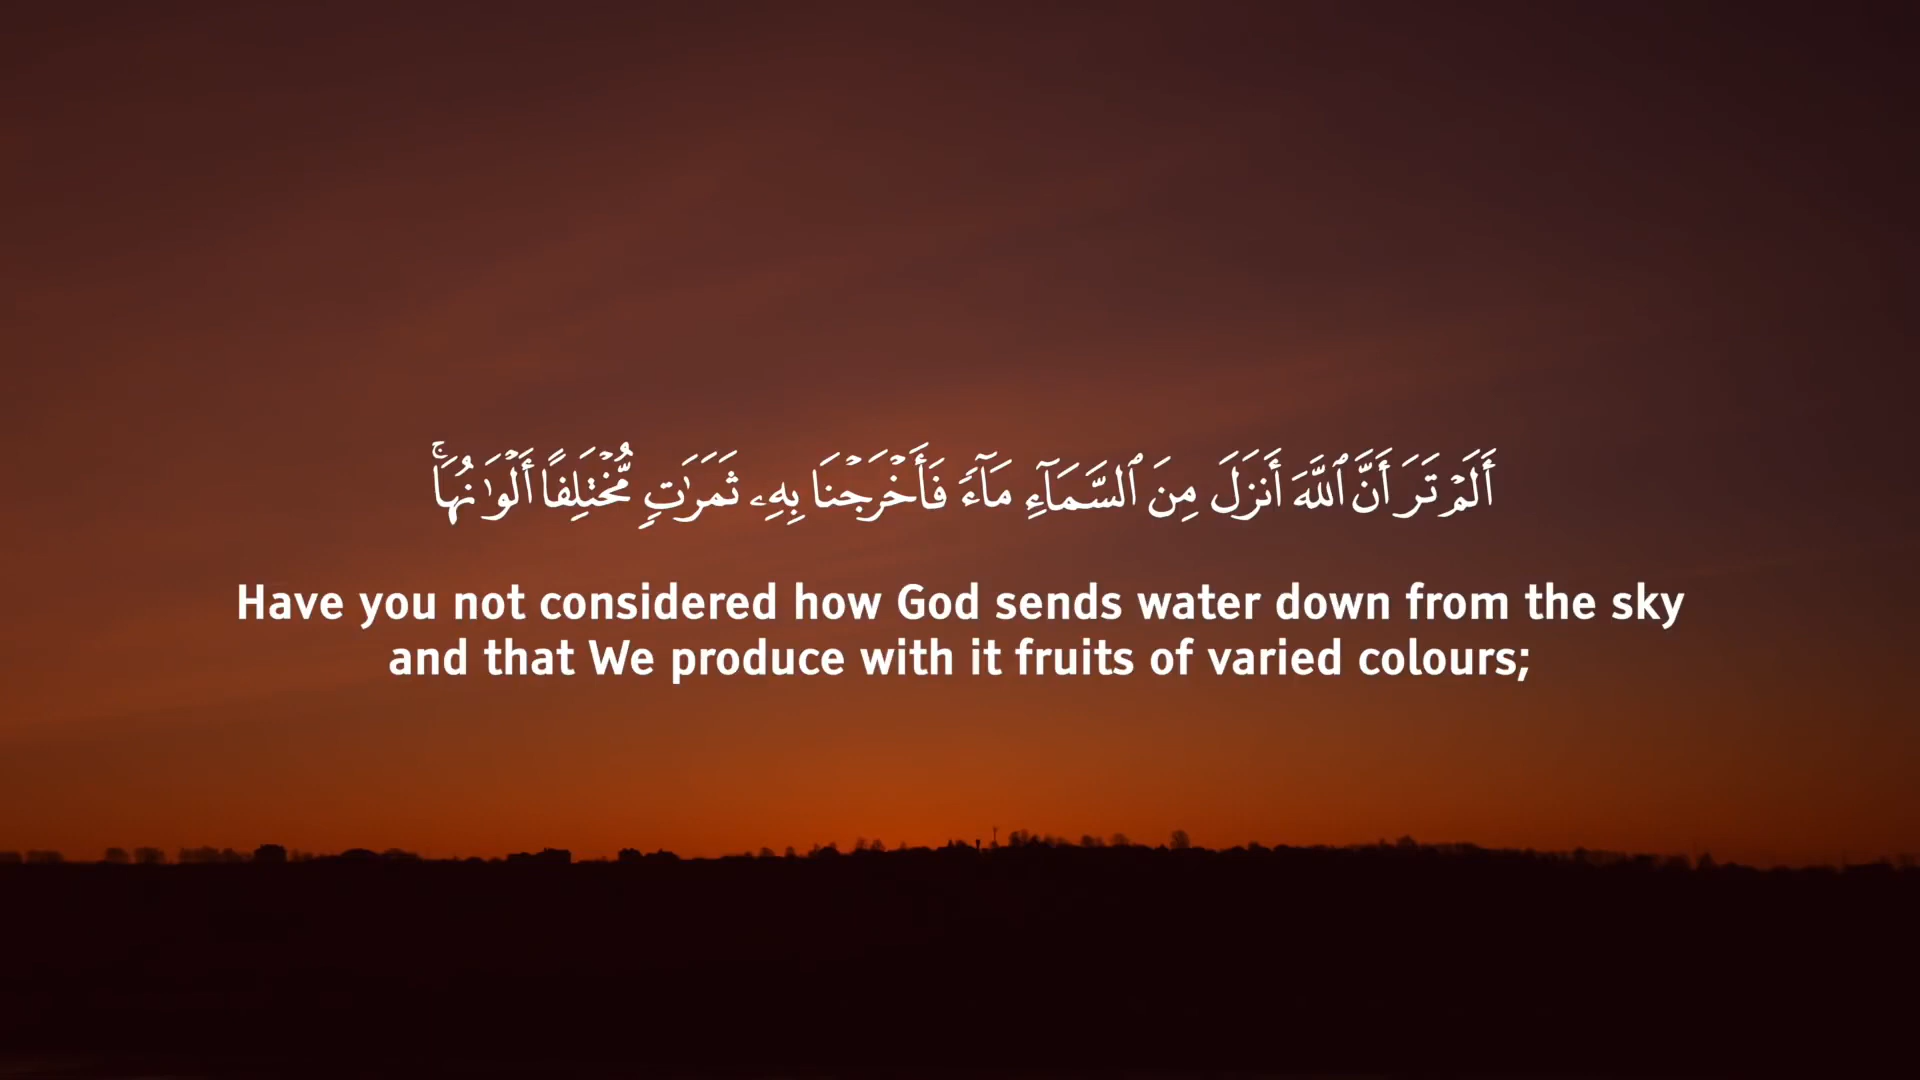 أَلَمۡ تَرَ أَنَّ ٱللَّهَ أَنزَلَ مِنَ ٱلسَّمَآءِ مَآءٗ فَأَخۡرَجۡنَا بِهِۦ ثَمَرَٰتٖ مُّخۡتَلِفًا أَلۡوَٰنُهَاۚ
Have you not considered how God sends water down from the sky
and that We produce with it fruits of varied colours;